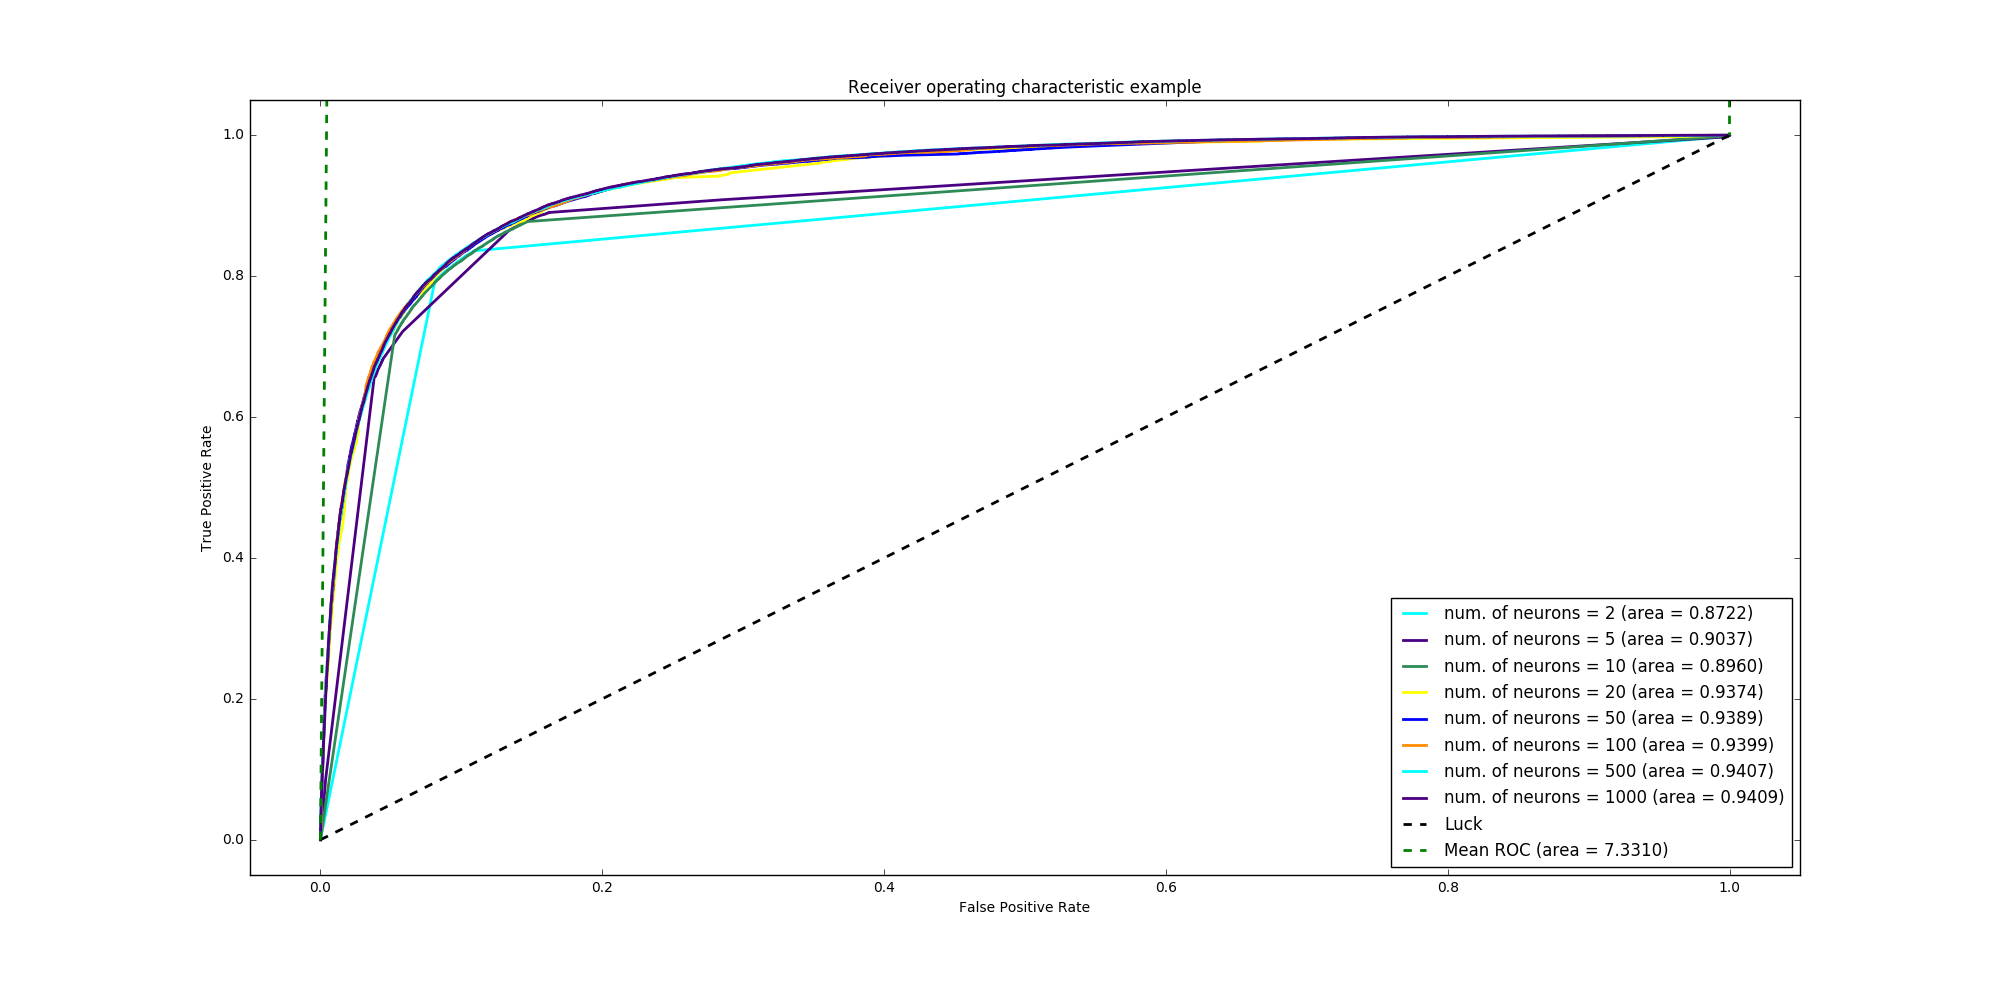 Receiver operating characteristic example
1.0
0.8
0.6
0.4
0.2
0.0
True Positive Rate
0.0 0.2 0.4 0.6 0.8 1.0
False Positive Rate
num. of neurons = 2 (area = 0.8722)
num. of neurons = 5 (area = 0.9037)
num. of neurons = 10 (area = 0.8960)
num. of neurons = 20 (area = 0.9374)
num. of neurons = 50 (area = 0.9389)
num. of neurons = 100 (area = 0.9399)
num. of neurons = 500 (area = 0.9407)
num. of neurons = 1000 (area = 0.9409)
Luck
Mean ROC (area = 7.3310)